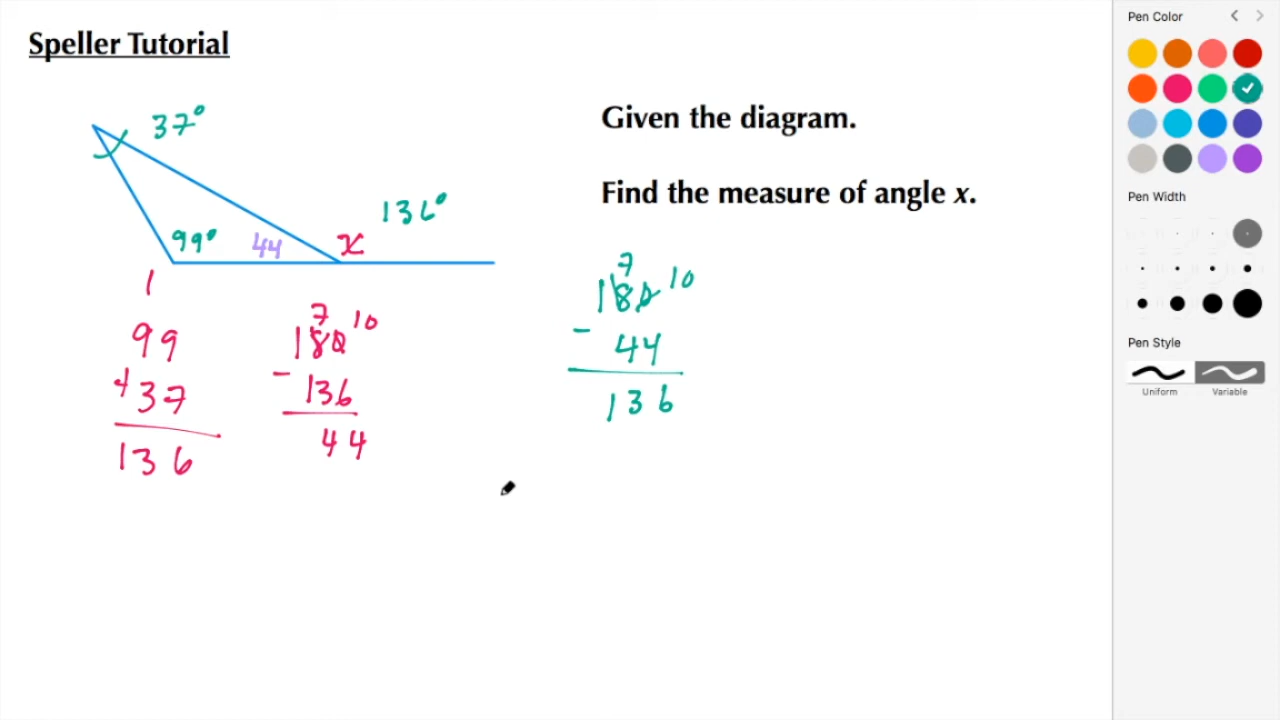 Speller Tutorial
37°
99°
44
x
136°
Given the diagram.
Find the measure of angle x.
1
99
+37
136
7
180 10
- 136
44
7
180 10
- 44
136
Pen Color
Pen Width
Pen Style
Uniform
Variable